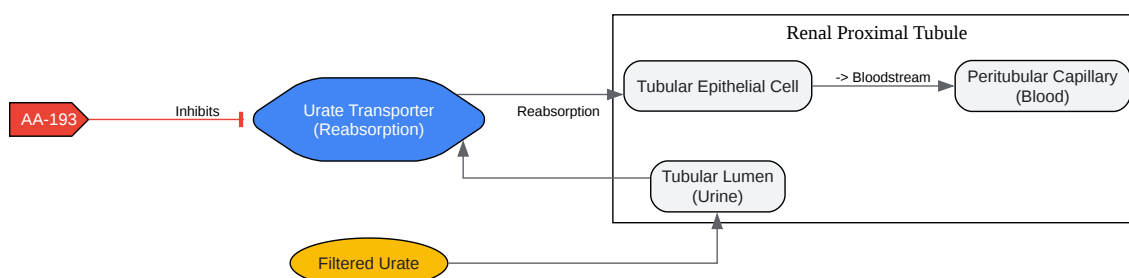 Renal Proximal Tubule
AA-193
Inhibits
Urate Transporter
(Reabsorption)
Reabsorption
Tubular Epithelial Cell
-> Bloodstream
Peritubular Capillary
(Blood)
Tubular Lumen
(Urine)
Filtered Urate